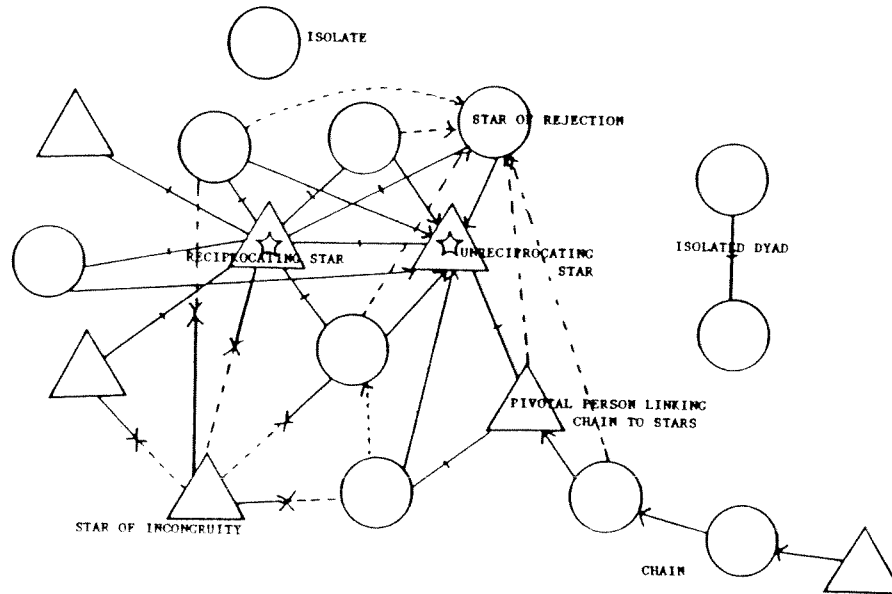 ISOLATE
STAR OF REJECTION
RECIPROCATING STAR
UNRECIPROCATING
STAR
ISOLATED DYAD
PIVOTAL PERSON LINKING
CHAIN TO STARS
STAR OF INCONGRUITY
CHAIN